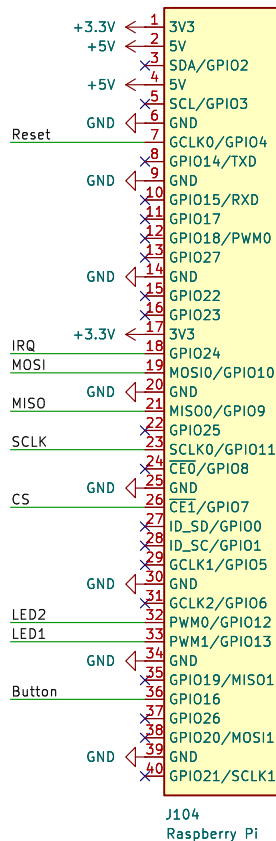 +3.3V 1 3V3
+5V 2 5V
3 SDA/GPIO2
+5V 4 5V
5 SCL/GPIO3
GND 6 GND
Reset 7 GCLK0/GPIO4
8 GPIO14/TXD
GND 9 GND
10 GPIO15/RXD
11 GPIO17
12 GPIO18/PWM0
13 GPIO27
GND 14 GND
15 GPIO22
16 GPIO23
+3.3V 17 3V3
IRQ 18 GPIO24
MOSI 19 MOSI0/GPIO10
GND 20 GND
MISO 21 MISO0/GPIO9
22 GPIO25
SCLK 23 SCLK0/GPIO11
24 CE0/GPIO8
GND 25 GND
CS 26 CE1/GPIO7
27 ID_SD/GPIO0
28 ID_SC/GPIO1
29 GCLK1/GPIO5
GND 30 GND
31 GCLK2/GPIO6
LED2 32 PWM0/GPIO12
LED1 33 PWM1/GPIO13
GND 34 GND
35 GPIO19/MISO1
Button 36 GPIO16
37 GPIO26
38 GPIO20/MOSI1
GND 39 GND
40 GPIO21/SCLK1
J104
Raspberry Pi